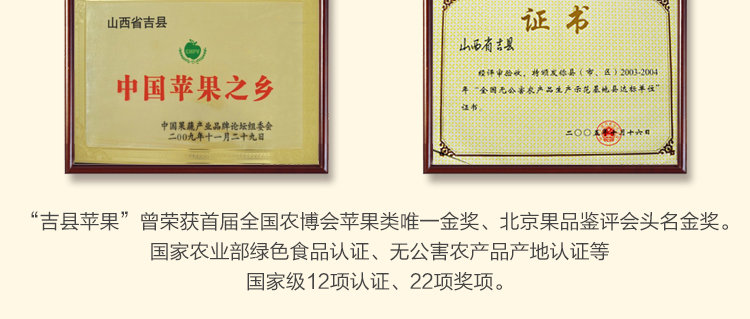 山西省吉县
中国苹果之乡
中国果蔬产业品牌论坛组委会
二〇〇九年十一月二十九日
证书
山西省吉县
经评审验收，特颁发你县（市、区）2003-2004
年“全国无公害农产品生产示范基地县达标单位”
证书。
二〇〇五年十月十六日
“吉县苹果”曾荣获首届全国农博会苹果类唯一金奖、北京果品鉴评会头名金奖。
国家农业部绿色食品认证、无公害农产品产地认证等
国家级12项认证、22项奖项。